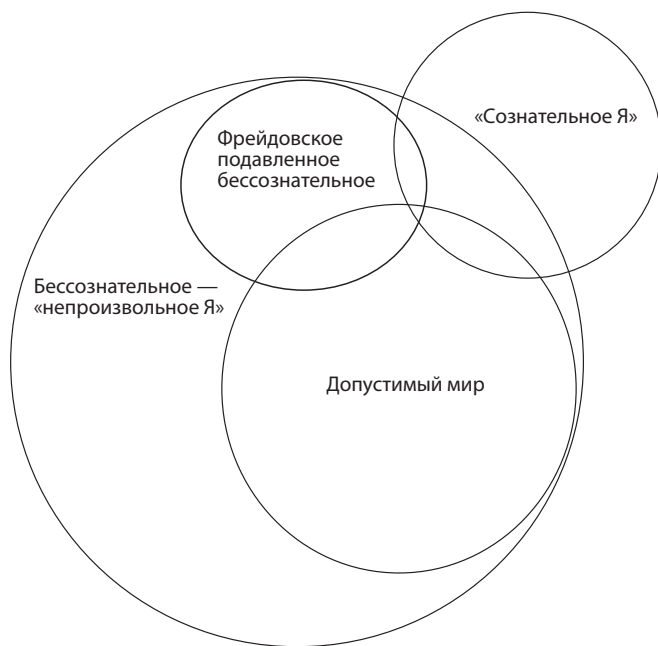 «Сознательное Я»
Фрейдовское
подавленное
бессознательное
Бессознательное —
«непроизвольное Я»
Допустимый мир